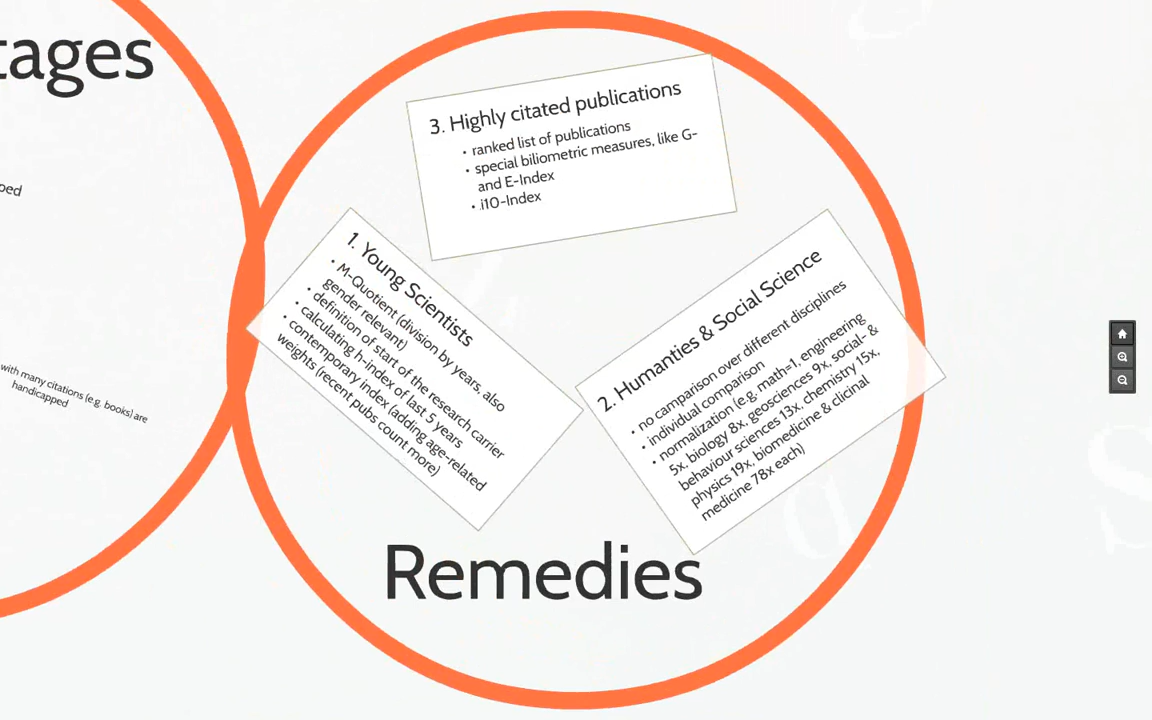 tages
ped
with many citations (e.g. books) are
handicapped
3. Highly citated publications
• ranked list of publications
• special biliometric measures, like G-
and E-Index
• i10-Index
1. Young Scientists
• M-Quotient (division by years, also
gender relevant)
• definition of start of the research carrier
• calculating h-index of last 5 years
• contemporary index (adding age-related
weights (recent pubs count more)
2. Humanties & Social Science
• no camparison over different disciplines
• individual comparison
• normalization (e.g. math=1, engineering
5x, biology 8x, geosciences 9x, social- &
behaviour sciences 13x, chemistry 15x,
physics 19x, biomedicine & clicinal
medicine 78x each)
Remedies